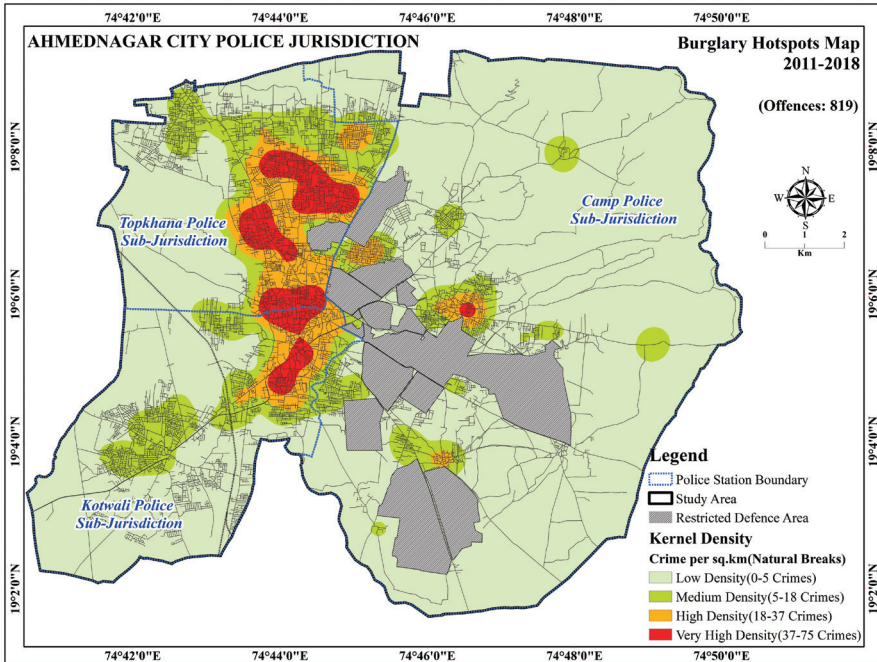 74°42'0"E
74°44'0"E
74°46'0"E
74°48'0"E
74°50'0"E
AHMEDNAGAR CITY POLICE JURISDICTION
Burglary Hotspots Map
2011-2018
(Offences: 819)
19°8'0"N
19°8'0"N
N
W
E
S
0
1
2
Km
Camp Police
Sub-Jurisdiction
Topkhana Police
Sub-Jurisdiction
19°6'0"N
19°6'0"N
19°4'0"N
19°4'0"N
Kotwali Police
Sub-Jurisdiction
Legend
Police Station Boundary
Study Area
Restricted Defence Area
Kernel Density
Crime per sq.km(Natural Breaks)
Low Density(0-5 Crimes)
Medium Density(5-18 Crimes)
High Density(18-37 Crimes)
Very High Density(37-75 Crimes)
19°2'0"N
19°2'0"N
74°42'0"E
74°44'0"E
74°46'0"E
74°48'0"E
74°50'0"E